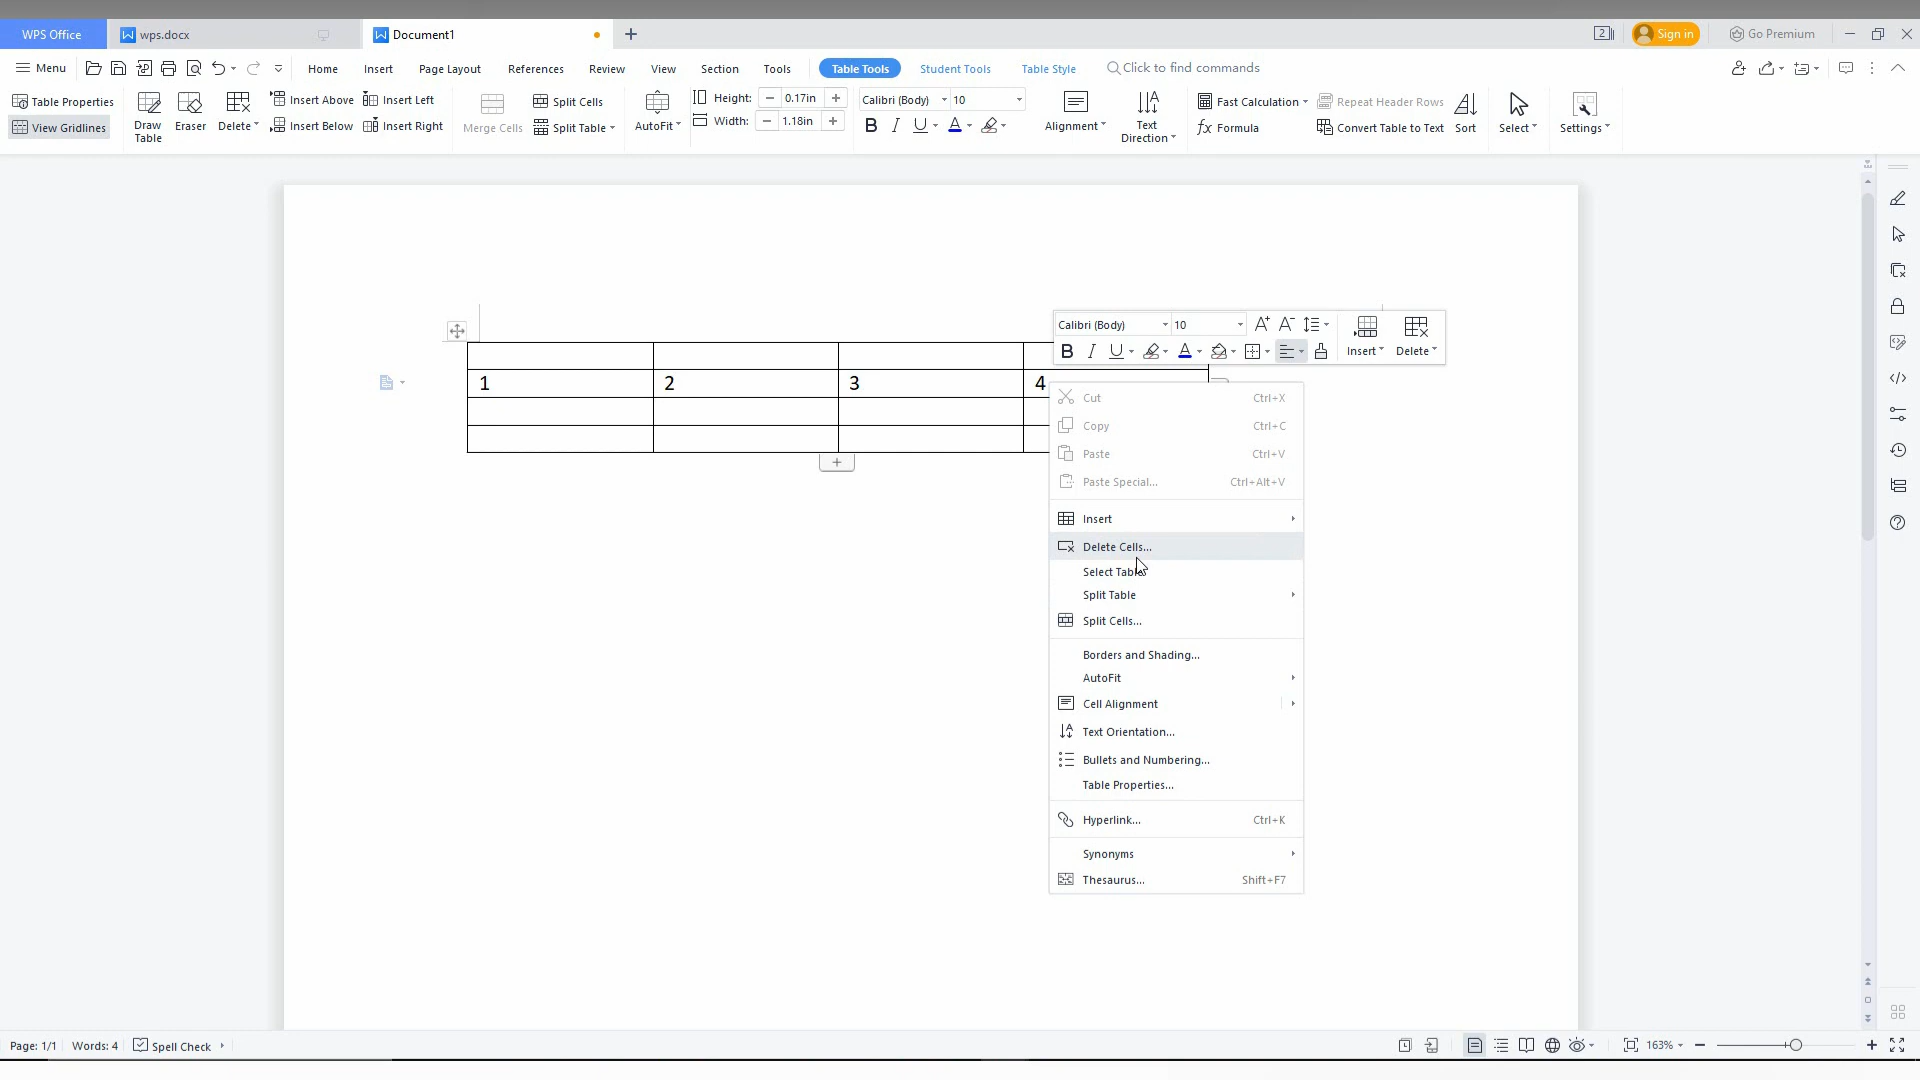 WPS Office wps.docx Document1 2 Sign in Go Premium
Menu Home Insert Page Layout References Review View Section Tools Table Tools Student Tools Table Style Click to find commands
Table Properties Insert Above Insert Left Split Cells Height: 0.17in Calibri (Body) 10 Fast Calculation Repeat Header Rows
View Gridlines Draw Table Eraser Delete Insert Below Insert Right Merge Cells Split Table AutoFit Width: 1.18in B I U A Alignment Text Direction Formula Convert Table to Text Sort Select Settings
Calibri (Body) 10 A+ A-
B I U A Insert Delete
1 2 3 4
Cut Ctrl+X
Copy Ctrl+C
Paste Ctrl+V
Paste Special... Ctrl+Alt+V
Insert
Delete Cells...
Select Table
Split Table
Split Cells...
Borders and Shading...
AutoFit
Cell Alignment
Text Orientation...
Bullets and Numbering...
Table Properties...
Hyperlink... Ctrl+K
Synonyms
Thesaurus... Shift+F7
Page: 1/1 Words: 4 Spell Check 163%